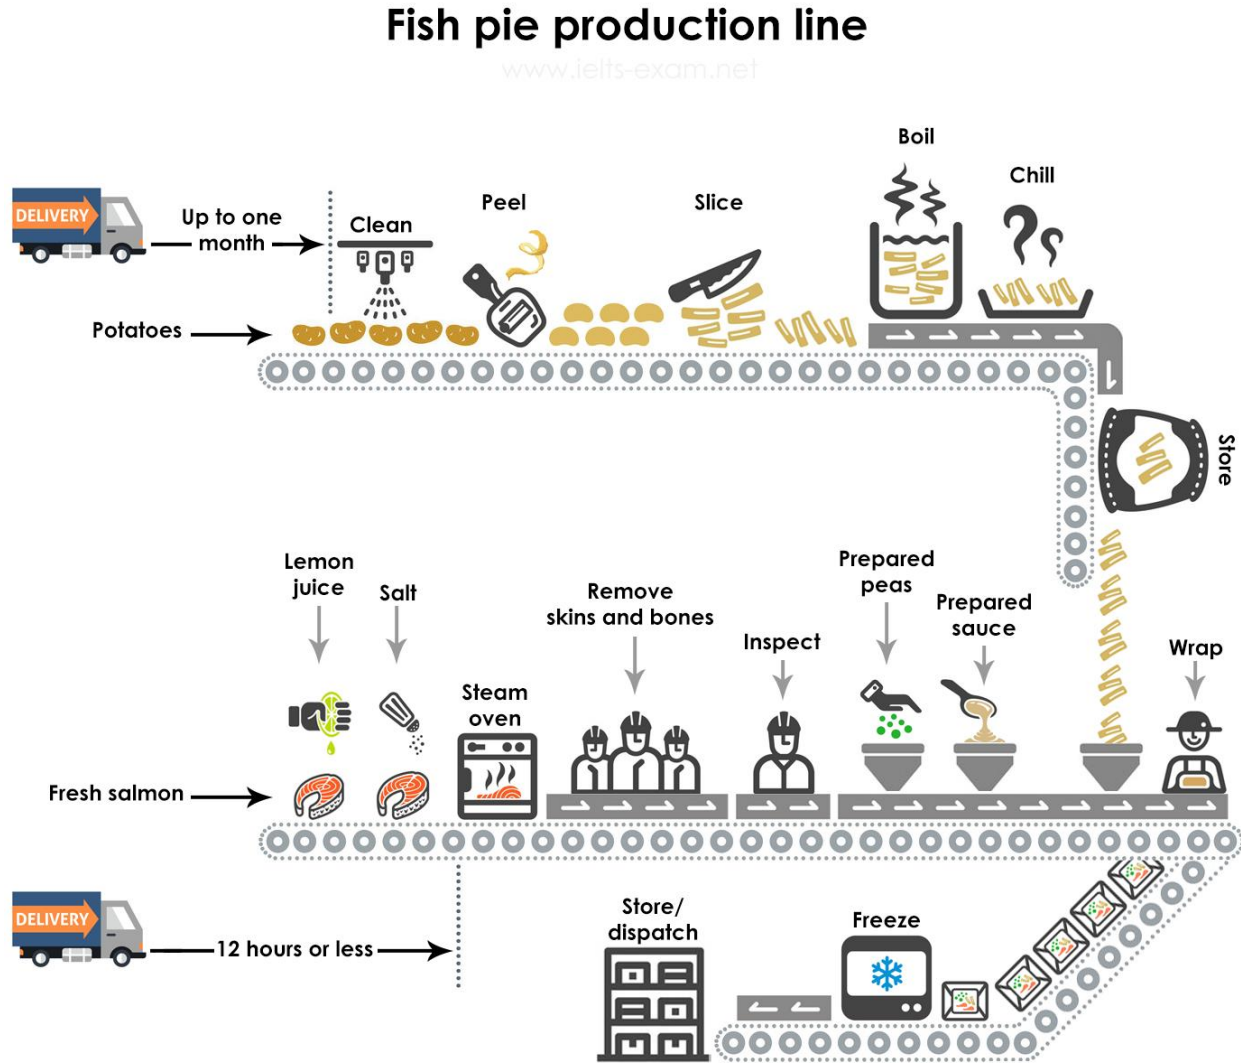 Fish pie production line
www.ielts-exam.net
Boil
Chill
Peel
Slice
Clean
DELIVERY
Up to one
month
Potatoes
Store
Lemon
juice
Salt
Steam
oven
Remove
skins and bones
Inspect
Prepared
peas
Prepared
sauce
Wrap
Fresh salmon
DELIVERY
12 hours or less
Store/
dispatch
Freeze